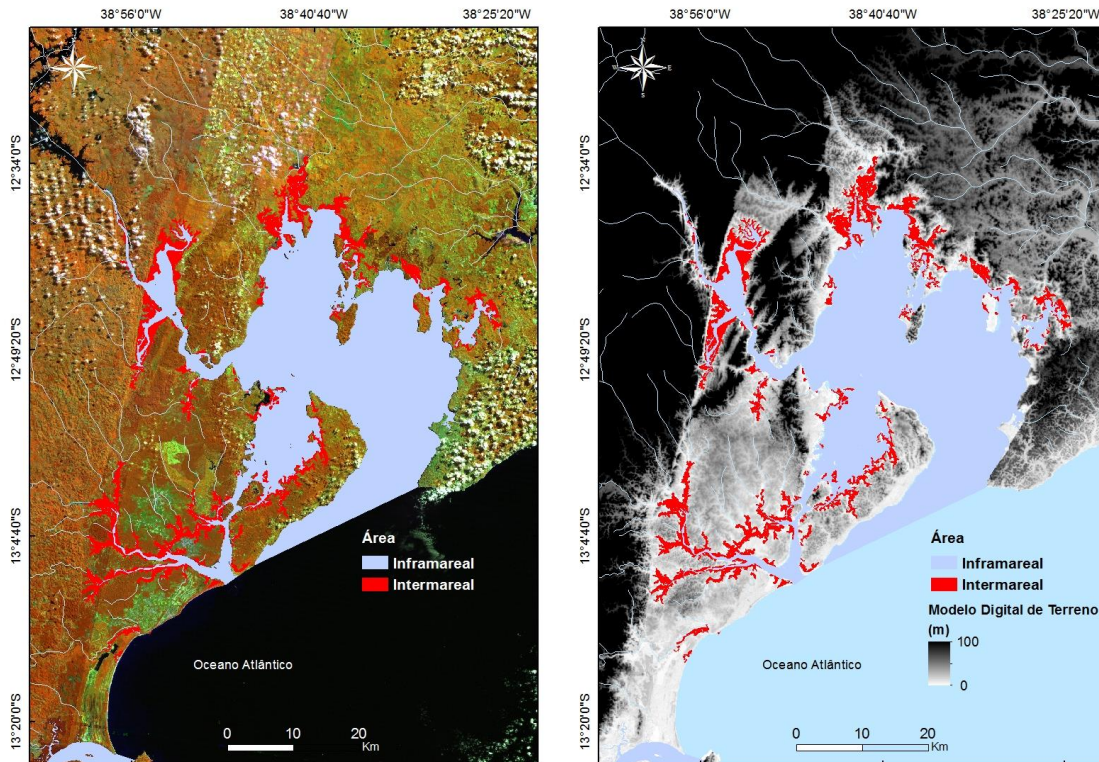 38°56'0"W
38°40'40"W
38°25'20"W
12°34'0"S
12°49'20"S
13°4'40"S
13°20'0"S
Área
Inframareal
Intermareal
Oceano Atlântico
0 10 20
Km
38°56'0"W
38°40'40"W
38°25'20"W
12°34'0"S
12°49'20"S
13°4'40"S
13°20'0"S
Área
Inframareal
Intermareal
Modelo Digital de Terreno
(m)
100
0
Oceano Atlântico
0 10 20
Km